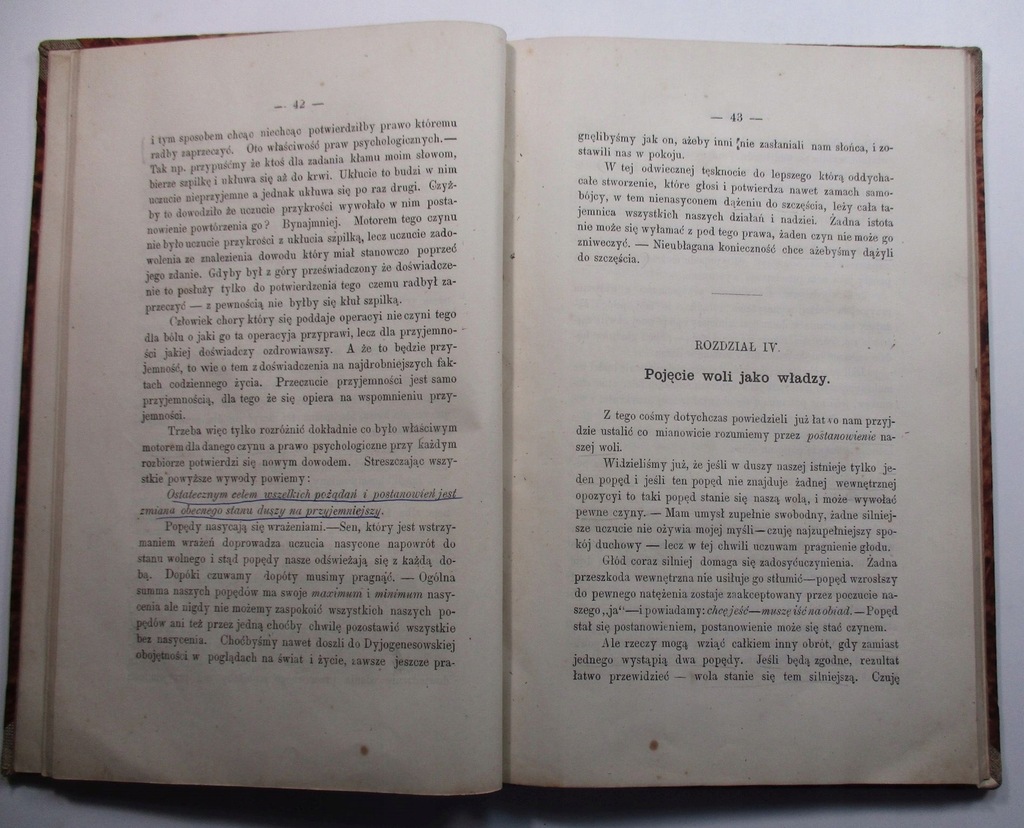 — 42 —
i tym sposobem chcąc niechcąc potwierdziłby prawo któremu
radby zaprzeczyć. Oto właściwość praw psychologicznych.—
Tak np. przypuśćmy że ktoś dla zadania kłamu moim słowom,
bierze szpilkę i ukłuwa się aż do krwi. Ukłucie to budzi w nim
uczucie nieprzyjemne a jednak ukłuwa się po raz drugi. Czyż-
by to dowodziło że uczucie przykrości wywołało w nim posta-
nowienie powtórzenia go? Bynajmniej. Motorem tego czynu
nie było uczucie przykrości z ukłucia szpilką, lecz uczucie zado-
wolenia ze znalezienia dowodu który miał stanowczo poprzeć
jego zdanie. Gdyby był z góry przeświadczony że doświadcze-
nie to posłuży tylko do potwierdzenia tego czemu radbył za-
przeczyć — z pewnością nie byłby się kłuł szpilką.
Człowiek chory który się poddaje operacyi nie czyni tego
dla bólu o jaki go ta operacyja przyprawi, lecz dla przyjemno-
ści jakiej doświadczy ozdrowiawszy. A że to będzie przy-
jemność, to wie o tem z doświadczenia na najdrobniejszych fak-
tach codziennego życia. Przeczucie przyjemności jest samo
przyjemnością, dla tego że się opiera na wspomnieniu przy-
jemności.
Trzeba więc tylko rozróżnić dokładnie co było właściwym
motorem dla danego czynu a prawo psychologiczne przy każdym
rozbiorze potwierdzi się nowym dowodem. Streszczając wszy-
stkie powyższe wywody powiemy:
Ostatecznym celem wszelkich pożądań i postanowień jest
zmiana obecnego stanu duszy na przyjemniejszy.
Popędy nasycają się wrażeniami.—Sen, który jest wstrzy-
maniem wrażeń doprowadza uczucia nasycone napowrót do
stanu wolnego i stąd popędy nasze odświeżają się z każdą do-
bą. Dopóki czuwamy dopóty musimy pragnąć. — Ogólna
summa naszych popędów ma swoje maximum i minimum nasy-
cenia ale nigdy nie możemy zaspokoić wszystkich naszych po-
pędów ani też przez jedną choćby chwilę pozostawić wszystkie
bez nasycenia. Choćbyśmy nawet doszli do Dyjogenesowskiej
obojętności w poglądach na świat i życie, zawsze jeszcze pra-
— 43 —
gnęlibyśmy jak on, ażeby inni nie zasłaniali nam słońca, i zo-
stawili nas w pokoju.
W tej odwiecznej tęsknocie do lepszego którą oddycha-
całe stworzenie, które głosi i potwierdza nawet zamach samo-
bójcy, w tem nienasyconem dążeniu do szczęścia, leży cała ta-
jemnica wszystkich naszych działań i nadziei. Żadna istota
nie może się wyłamać z pod tego prawa, żaden czyn nie może go
zniweczyć. — Nieubłagana konieczność chce ażebyśmy dążyli
do szczęścia.
ROZDZIAŁ IV.
Pojęcie woli jako władzy.
Z tego cośmy dotychczas powiedzieli już łatwo nam przyj-
dzie ustalić co mianowicie rozumiemy przez postanowienie na-
szej woli.
Widzieliśmy już, że jeśli w duszy naszej istnieje tylko je-
den popęd i jeśli ten popęd nie znajduje żadnej wewnętrznej
opozycyi to taki popęd stanie się naszą wolą, i może wywołać
pewne czyny. — Mam umysł zupełnie swobodny, żadne silniej-
sze uczucie nie ożywia mojej myśli—czuję najzupełniejszy spo-
kój duchowy — lecz w tej chwili uczuwam pragnienie głodu.
Głód coraz silniej domaga się zadosyćuczynienia. Żadna
przeszkoda wewnętrzna nie usiłuje go stłumić—popęd wzrosłszy
do pewnego natężenia zostaje znakceptowany przez poczucie na-
szego „ja“—i powiadamy: chcę jeść—muszę iść na obiad. — Popęd
stał się postanowieniem, postanowienie może się stać czynem.
Ale rzeczy mogą wziąć całkiem inny obrót, gdy zamiast
jednego wystąpią dwa popędy. Jeśli będą zgodne, rezultat
łatwo przewidzieć — wola stanie się tem silniejszą. Czuję